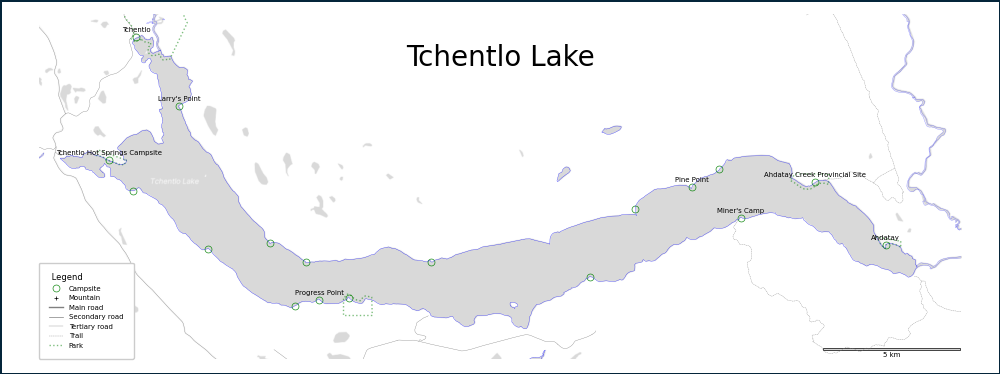 Tchentlo
Tchentlo Lake
Larry's Point
Tchentlo Hot Springs Campsite
Tchentlo Lake
Pine Point
Ahdatay Creek Provincial Site
Miner's Camp
Ahdatay
Progress Point
Legend
Campsite
Mountain
Main road
Secondary road
Tertiary road
Trail
Park
5 km